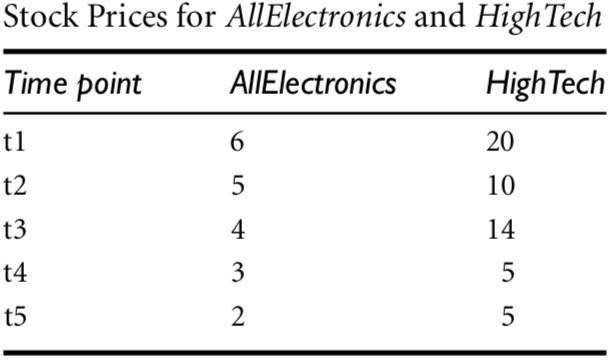 Stock Prices for AllElectronics and HighTech
Time point AllElectronics HighTech
t1 6 20
t2 5 10
t3 4 14
t4 3 5
t5 2 5